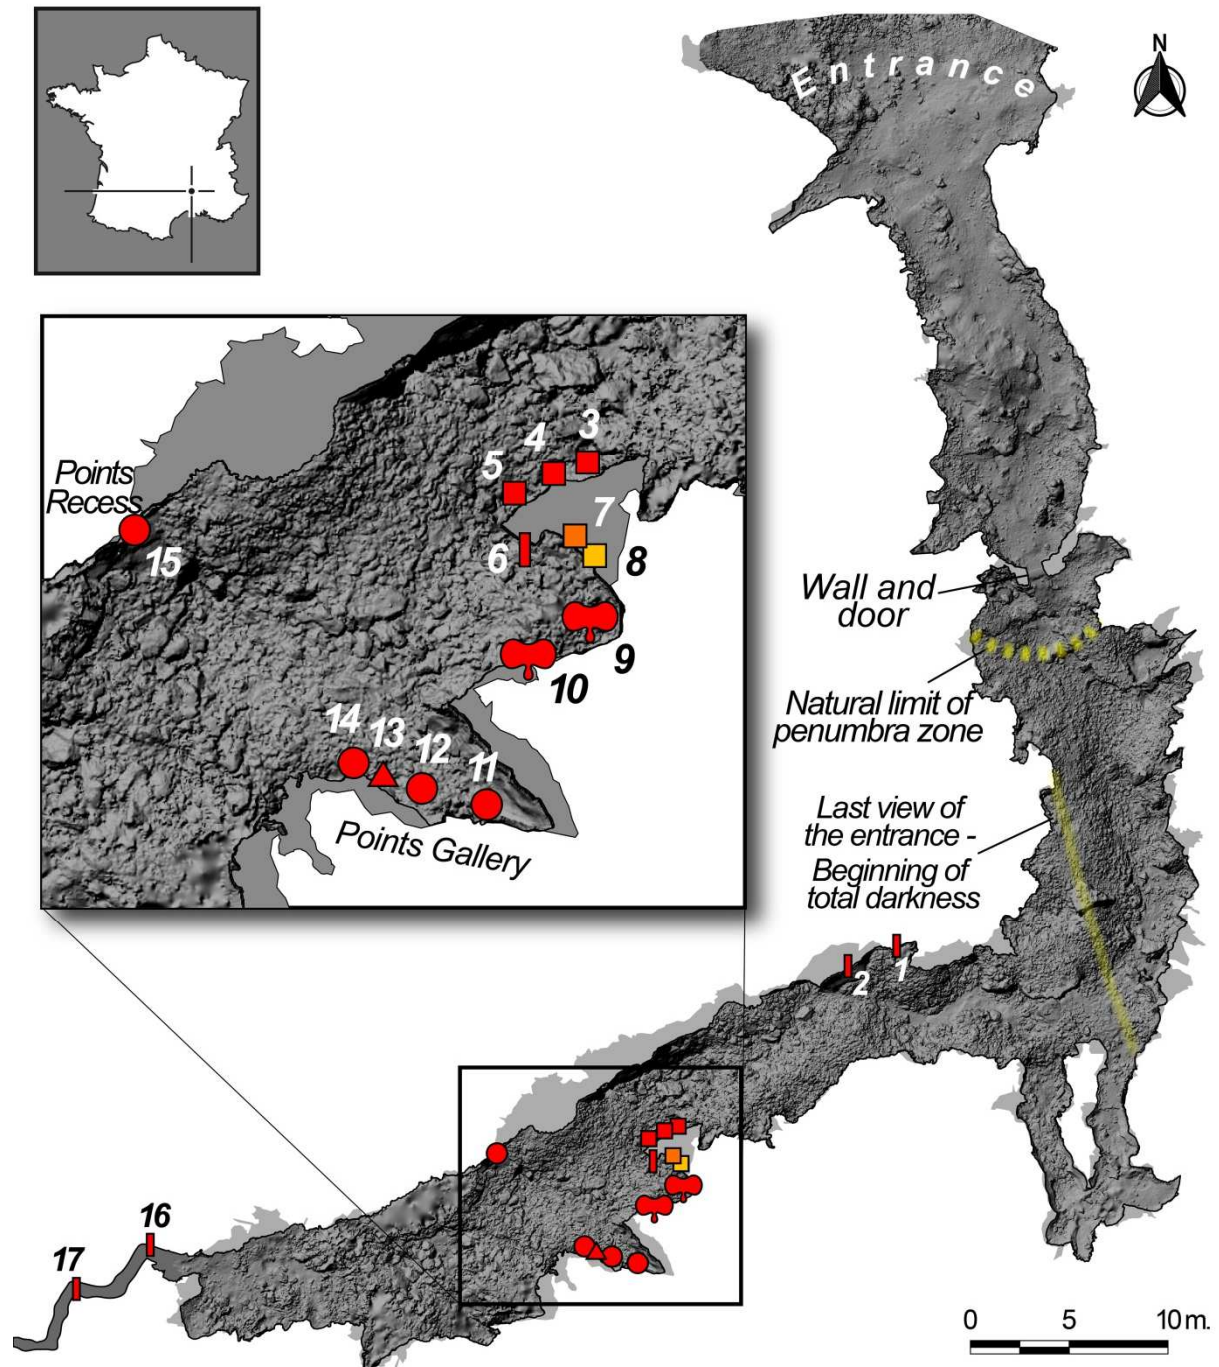 Entrance
N
3
4
5
Points
Recess
7
15
6
8
9
10
14
13
12
11
Points Gallery
Wall and
door
Natural limit of
penumbra zone
Last view of
the entrance -
Beginning of
total darkness
1
2
16
17
0 5 10 m.